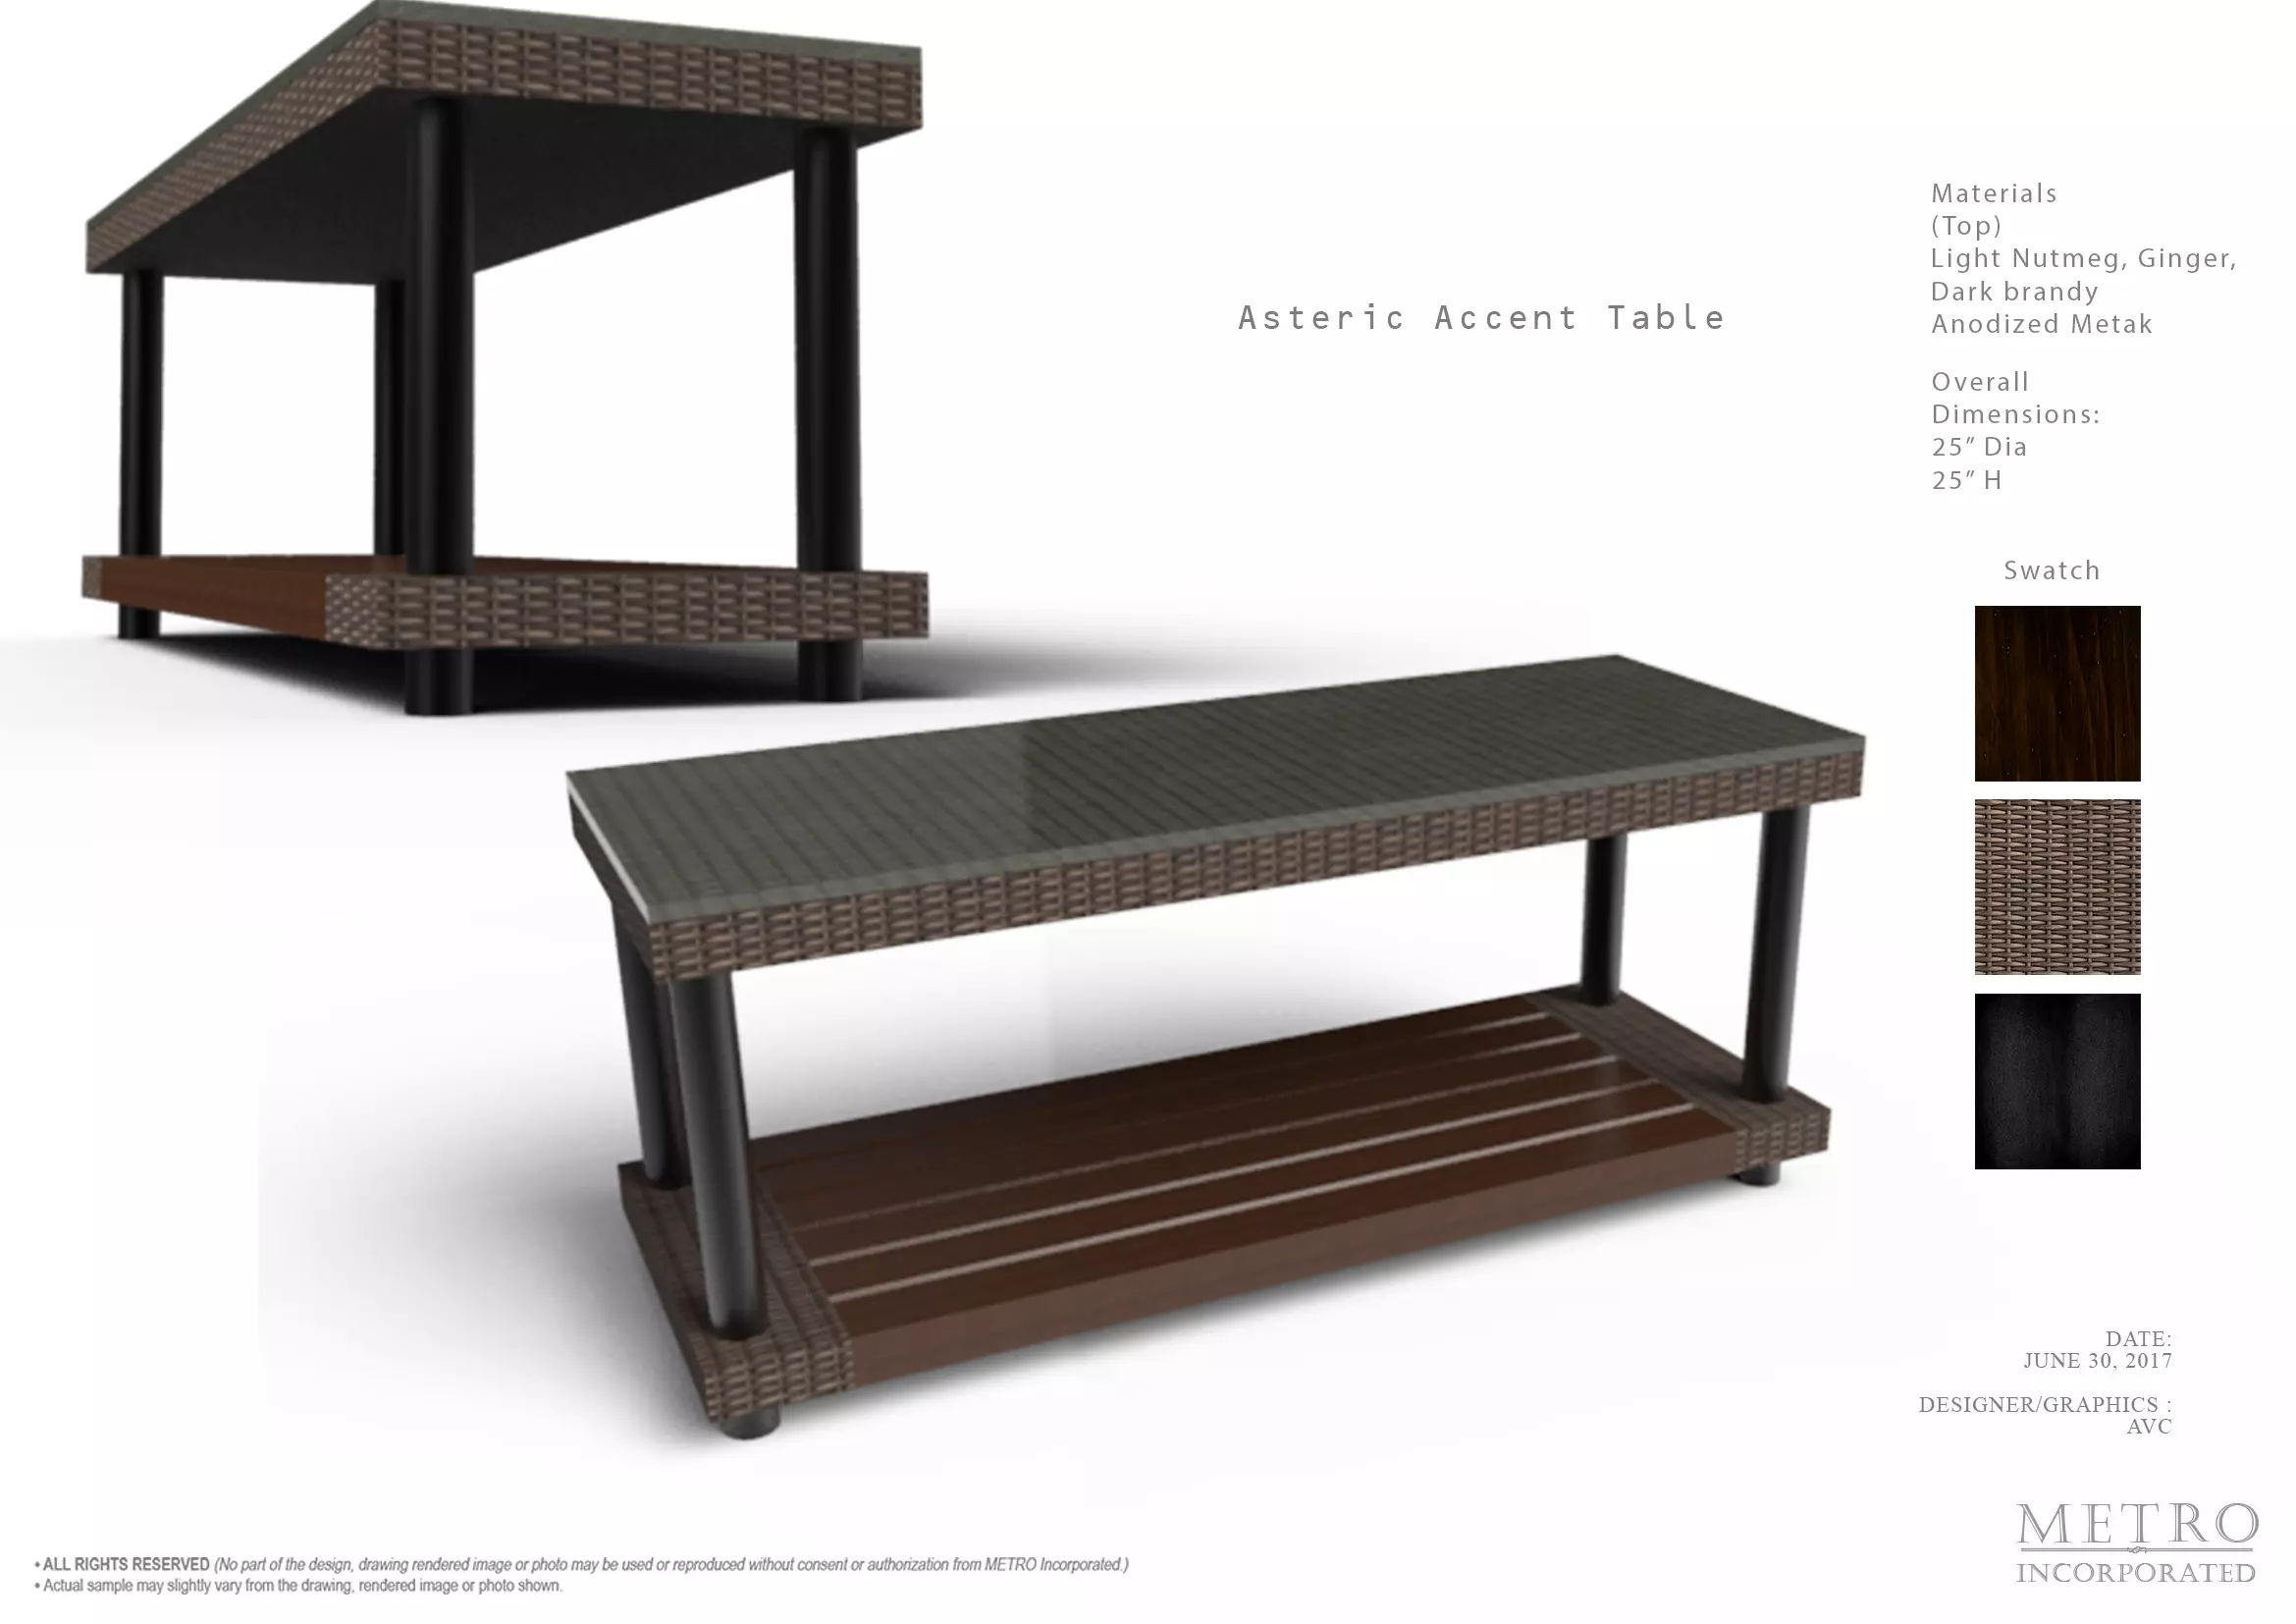 Asteric Accent Table
Materials
(Top)
Light Nutmeg, Ginger,
Dark brandy
Anodized Metak
Overall
Dimensions:
25” Dia
25” H
Swatch
DATE:
JUNE 30, 2017
DESIGNER/GRAPHICS :
AVC
METRO
INCORPORATED
• ALL RIGHTS RESERVED (No part of the design, drawing rendered image or photo may be used or reproduced without consent or authorization from METRO Incorporated.)
• Actual sample may slightly vary from the drawing, rendered image or photo shown.